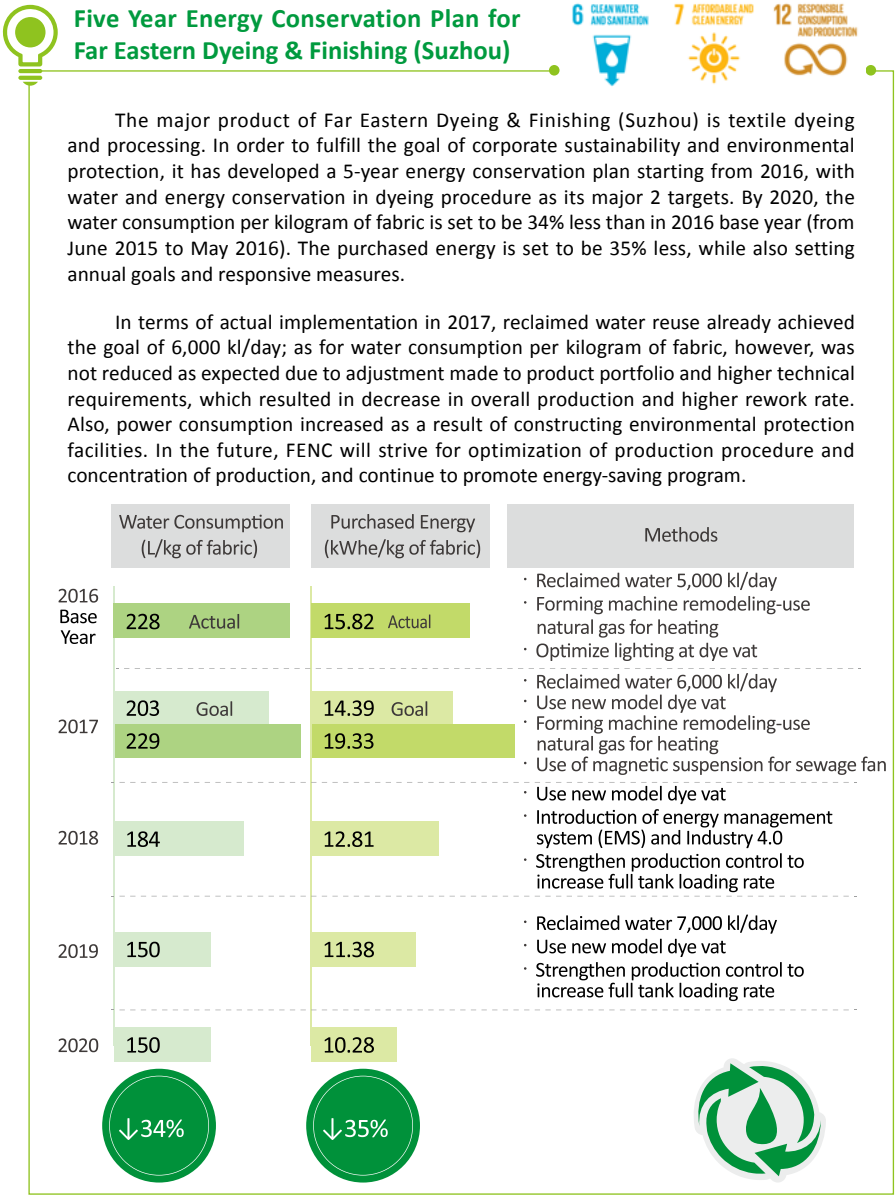 Five Year Energy Conservation Plan for
Far Eastern Dyeing & Finishing (Suzhou)
6 CLEAN WATER
AND SANITATION
7 AFFORDABLE AND
CLEAN ENERGY
12 RESPONSIBLE
CONSUMPTION
AND PRODUCTION
The major product of Far Eastern Dyeing & Finishing (Suzhou) is textile dyeing
and processing. In order to fulfill the goal of corporate sustainability and environmental
protection, it has developed a 5-year energy conservation plan starting from 2016, with
water and energy conservation in dyeing procedure as its major 2 targets. By 2020, the
water consumption per kilogram of fabric is set to be 34% less than in 2016 base year (from
June 2015 to May 2016). The purchased energy is set to be 35% less, while also setting
annual goals and responsive measures.
In terms of actual implementation in 2017, reclaimed water reuse already achieved
the goal of 6,000 kl/day; as for water consumption per kilogram of fabric, however, was
not reduced as expected due to adjustment made to product portfolio and higher technical
requirements, which resulted in decrease in overall production and higher rework rate.
Also, power consumption increased as a result of constructing environmental protection
facilities. In the future, FENC will strive for optimization of production procedure and
concentration of production, and continue to promote energy-saving program.
Water Consumption
(L/kg of fabric)
Purchased Energy
(kWhe/kg of fabric)
Methods
2016
Base
Year
228 Actual
15.82 Actual
· Reclaimed water 5,000 kl/day
· Forming machine remodeling-use
natural gas for heating
· Optimize lighting at dye vat
2017
203 Goal
229
14.39 Goal
19.33
· Reclaimed water 6,000 kl/day
· Use new model dye vat
· Forming machine remodeling-use
natural gas for heating
· Use of magnetic suspension for sewage fan
2018
184
12.81
· Use new model dye vat
· Introduction of energy management
system (EMS) and Industry 4.0
· Strengthen production control to
increase full tank loading rate
2019
150
11.38
· Reclaimed water 7,000 kl/day
· Use new model dye vat
· Strengthen production control to
increase full tank loading rate
2020
150
10.28
↓34%
↓35%